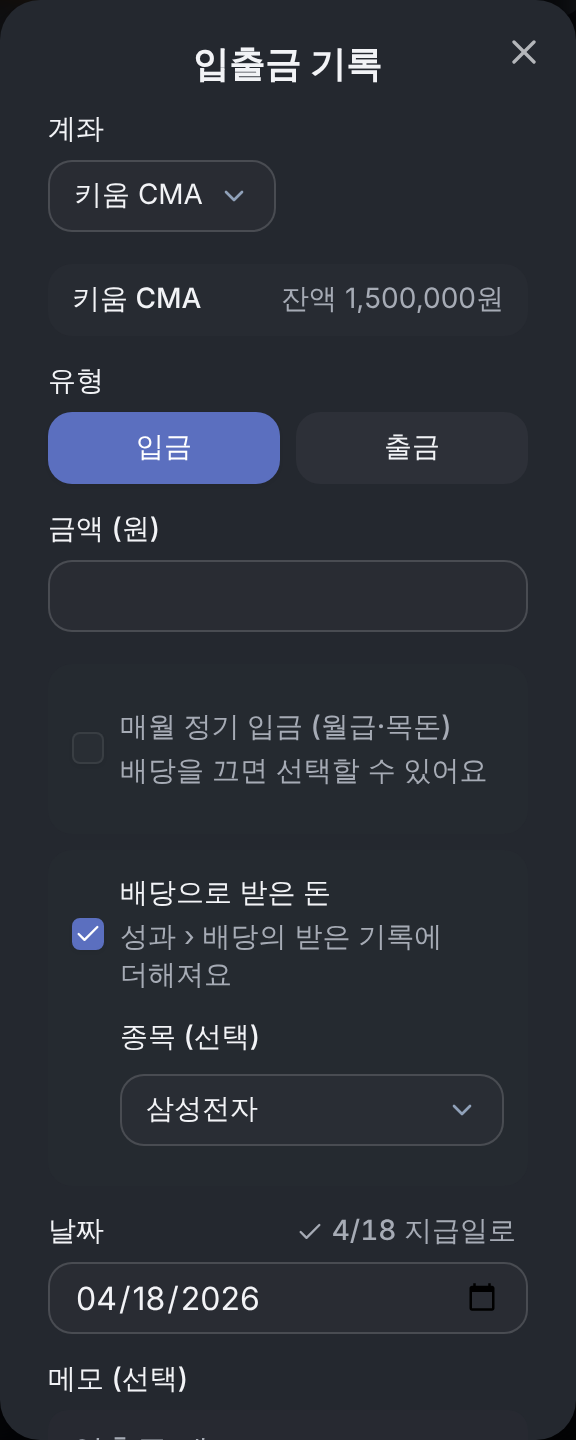 입출금 기록
계좌
키움 CMA
키움 CMA 잔액 1,500,000원
유형
입금 출금
금액 (원)
매월 정기 입금 (월급·목돈)
배당을 끄면 선택할 수 있어요
배당으로 받은 돈
성과 › 배당의 받은 기록에
더해져요
종목 (선택)
삼성전자
날짜 ✓ 4/18 지급일로
04/18/2026
메모 (선택)